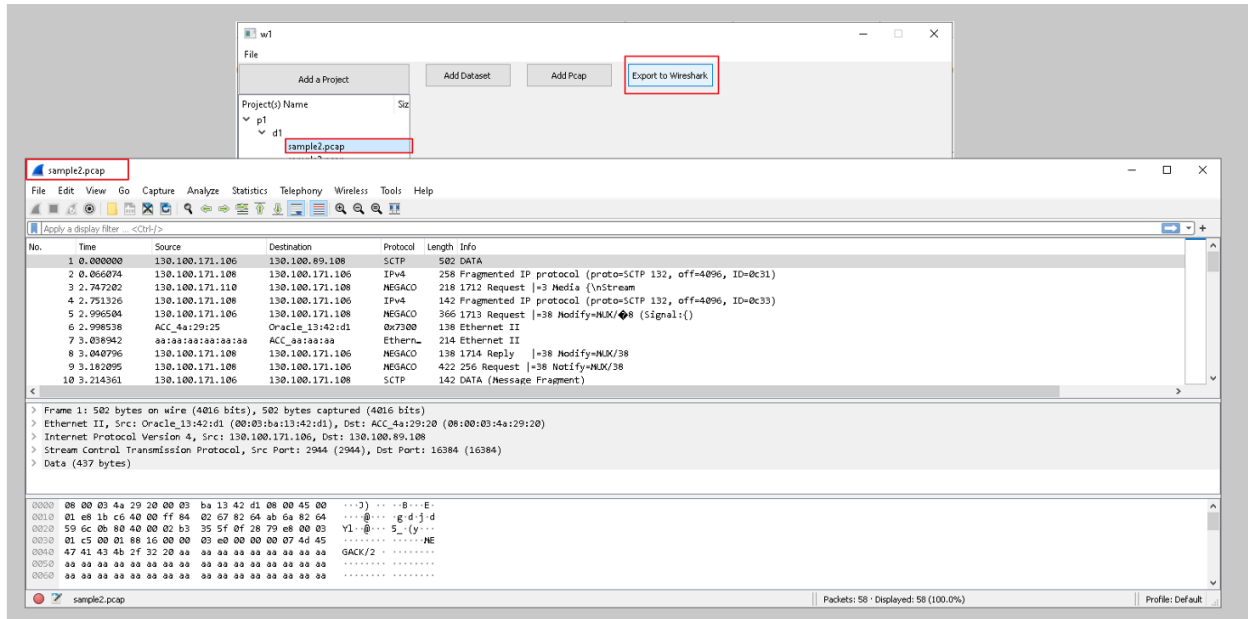 w1
File
Add a Project
Add Dataset
Add Pcap
Export to Wireshark
Project(s) Name Siz
p1
d1
sample2.pcap
sample2.pcap
File Edit View Go Capture Analyze Statistics Telephony Wireless Tools Help
Apply a display filter ... <Ctrl-/>
No. Time Source Destination Protocol Length Info
1 0.000000 130.100.171.106 130.100.89.108 SCTP 502 DATA
2 0.066074 130.100.171.108 130.100.171.106 IPv4 258 Fragmented IP protocol (proto=SCTP 132, off=4096, ID=0c31)
3 2.747202 130.100.171.110 130.100.171.108 MEGACO 218 1712 Request |=3 Media {\nStream
4 2.751326 130.100.171.108 130.100.171.106 IPv4 142 Fragmented IP protocol (proto=SCTP 132, off=4096, ID=0c33)
5 2.996504 130.100.171.106 130.100.171.108 MEGACO 366 1713 Request |=38 Modify=MUX/�8 (Signal:{)
6 2.998538 ACC_4a:29:25 Oracle_13:42:d1 0x7300 138 Ethernet II
7 3.038942 aa:aa:aa:aa:aa:aa ACC_aa:aa:aa Ethern… 214 Ethernet II
8 3.040796 130.100.171.108 130.100.171.106 MEGACO 138 1714 Reply |=38 Modify=MUX/38
9 3.182095 130.100.171.106 130.100.171.108 MEGACO 422 256 Request |=38 Notify=MUX/38
10 3.214361 130.100.171.106 130.100.171.108 SCTP 142 DATA (Message Fragment)
> Frame 1: 502 bytes on wire (4016 bits), 502 bytes captured (4016 bits)
> Ethernet II, Src: Oracle_13:42:d1 (00:03:ba:13:42:d1), Dst: ACC_4a:29:20 (08:00:03:4a:29:20)
> Internet Protocol Version 4, Src: 130.100.171.106, Dst: 130.100.89.108
> Stream Control Transmission Protocol, Src Port: 2944 (2944), Dst Port: 16384 (16384)
> Data (437 bytes)
0000 08 00 03 4a 29 20 00 03 ba 13 42 d1 08 00 45 00 ···J) ·· ··B···E·
0010 01 e8 1b c6 40 00 ff 84 02 67 82 64 ab 6a 82 64 ····@··· ·g·d·j·d
0020 59 6c 0b 80 40 00 02 b3 35 5f 0f 28 79 e8 00 03 Yl··@··· 5_·(y···
0030 01 c5 00 01 88 16 00 00 03 e0 00 00 00 07 4d 45 ········ ······ME
0040 47 41 43 4b 2f 32 20 aa aa aa aa aa aa aa aa aa GACK/2 · ········
0050 aa aa aa aa aa aa aa aa aa aa aa aa aa aa aa aa ········ ········
0060 aa aa aa aa aa aa aa aa aa aa aa aa aa aa aa aa ········ ········
sample2.pcap Packets: 58 · Displayed: 58 (100.0%) Profile: Default